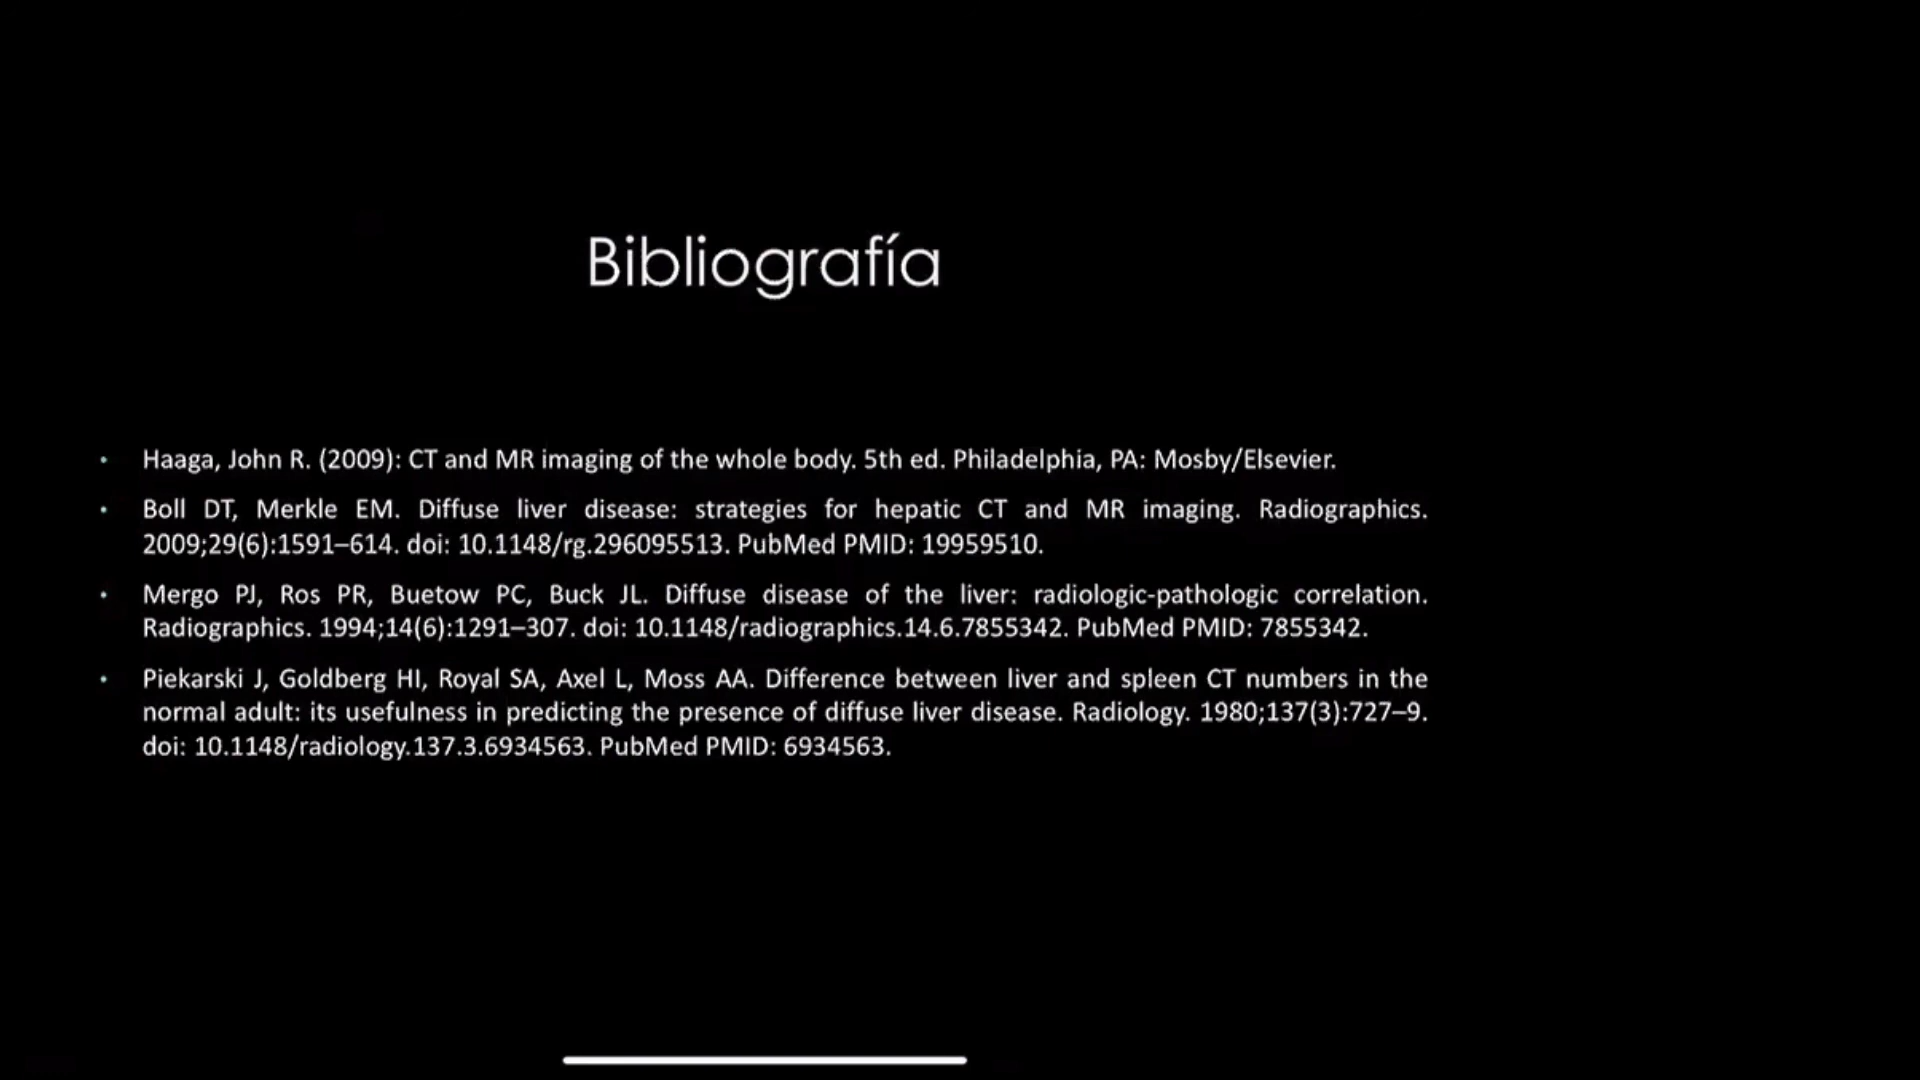 Bibliografía
• Haaga, John R. (2009): CT and MR imaging of the whole body. 5th ed. Philadelphia, PA: Mosby/Elsevier.
• Boll DT, Merkle EM. Diffuse liver disease: strategies for hepatic CT and MR imaging. Radiographics.
2009;29(6):1591–614. doi: 10.1148/rg.296095513. PubMed PMID: 19959510.
• Mergo PJ, Ros PR, Buetow PC, Buck JL. Diffuse disease of the liver: radiologic-pathologic correlation.
Radiographics. 1994;14(6):1291–307. doi: 10.1148/radiographics.14.6.7855342. PubMed PMID: 7855342.
• Piekarski J, Goldberg HI, Royal SA, Axel L, Moss AA. Difference between liver and spleen CT numbers in the
normal adult: its usefulness in predicting the presence of diffuse liver disease. Radiology. 1980;137(3):727–9.
doi: 10.1148/radiology.137.3.6934563. PubMed PMID: 6934563.